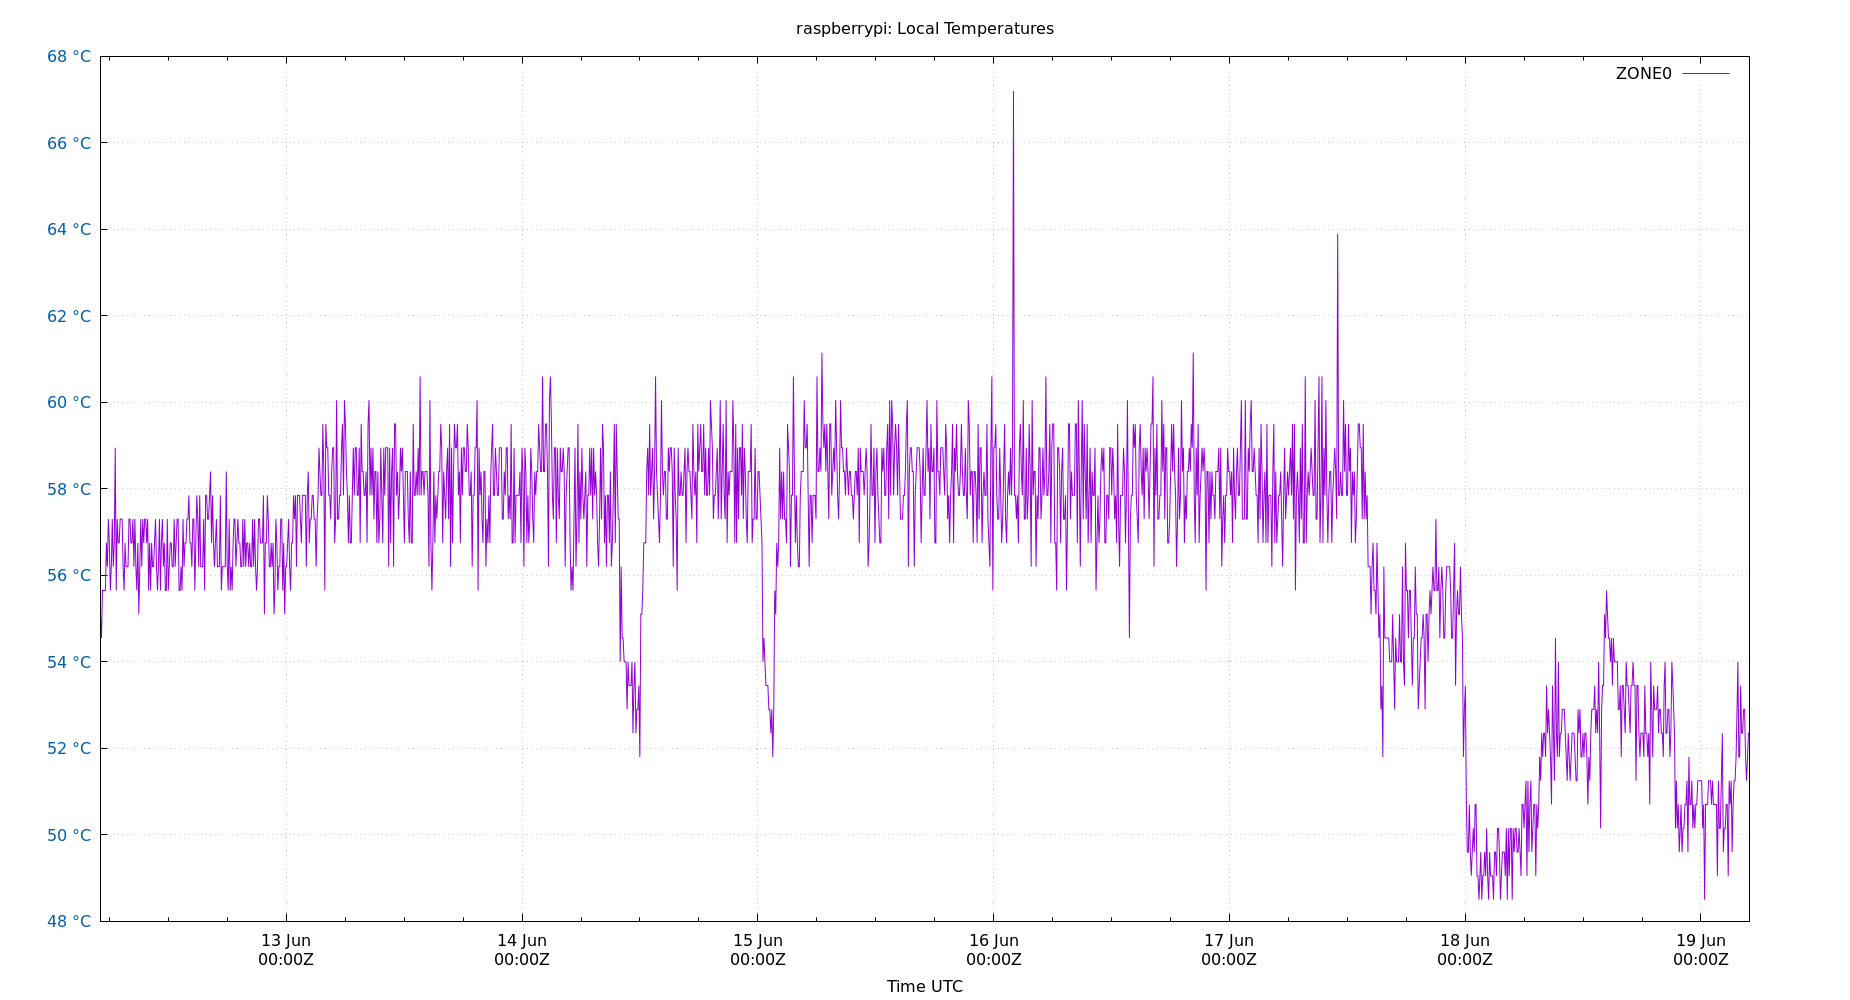 raspberrypi: Local Temperatures
ZONE0
68 °C
66 °C
64 °C
62 °C
60 °C
58 °C
56 °C
54 °C
52 °C
50 °C
48 °C
13 Jun 14 Jun 15 Jun 16 Jun 17 Jun 18 Jun 19 Jun
00:00Z 00:00Z 00:00Z 00:00Z 00:00Z 00:00Z 00:00Z
Time UTC